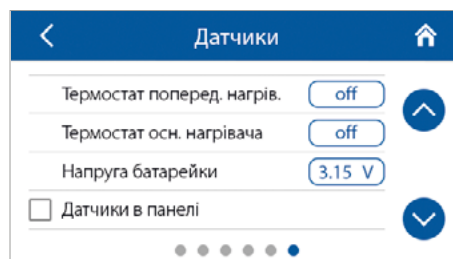 Датчики
Термостат поперед. нагрів. off
Термостат осн. нагрівача off
Напруга батарейки 3.15 V
Датчики в панелі